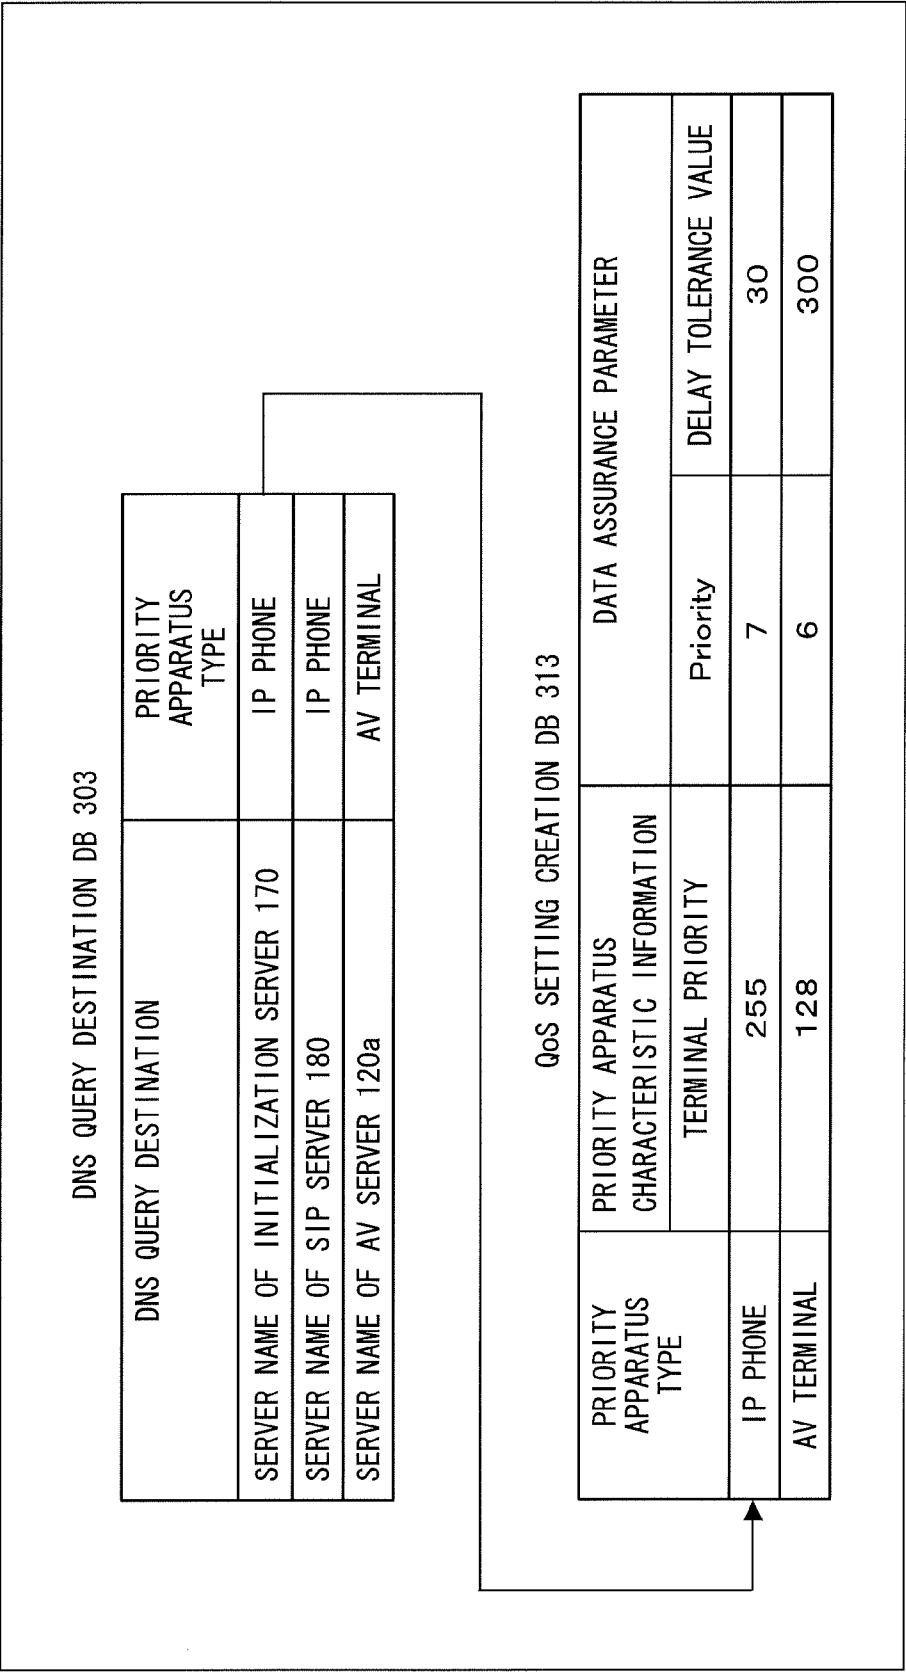 DNS QUERY DESTINATION DB 303
DNS QUERY DESTINATION
PRIORITY
APPARATUS
TYPE
SERVER NAME OF INITIALIZATION SERVER 170
IP PHONE
SERVER NAME OF SIP SERVER 180
IP PHONE
SERVER NAME OF AV SERVER 120a
AV TERMINAL
QoS SETTING CREATION DB 313
PRIORITY
APPARATUS
TYPE
PRIORITY APPARATUS
CHARACTERISTIC INFORMATION
DATA ASSURANCE PARAMETER
TERMINAL PRIORITY
Priority
DELAY TOLERANCE VALUE
IP PHONE
255
7
30
AV TERMINAL
128
6
300